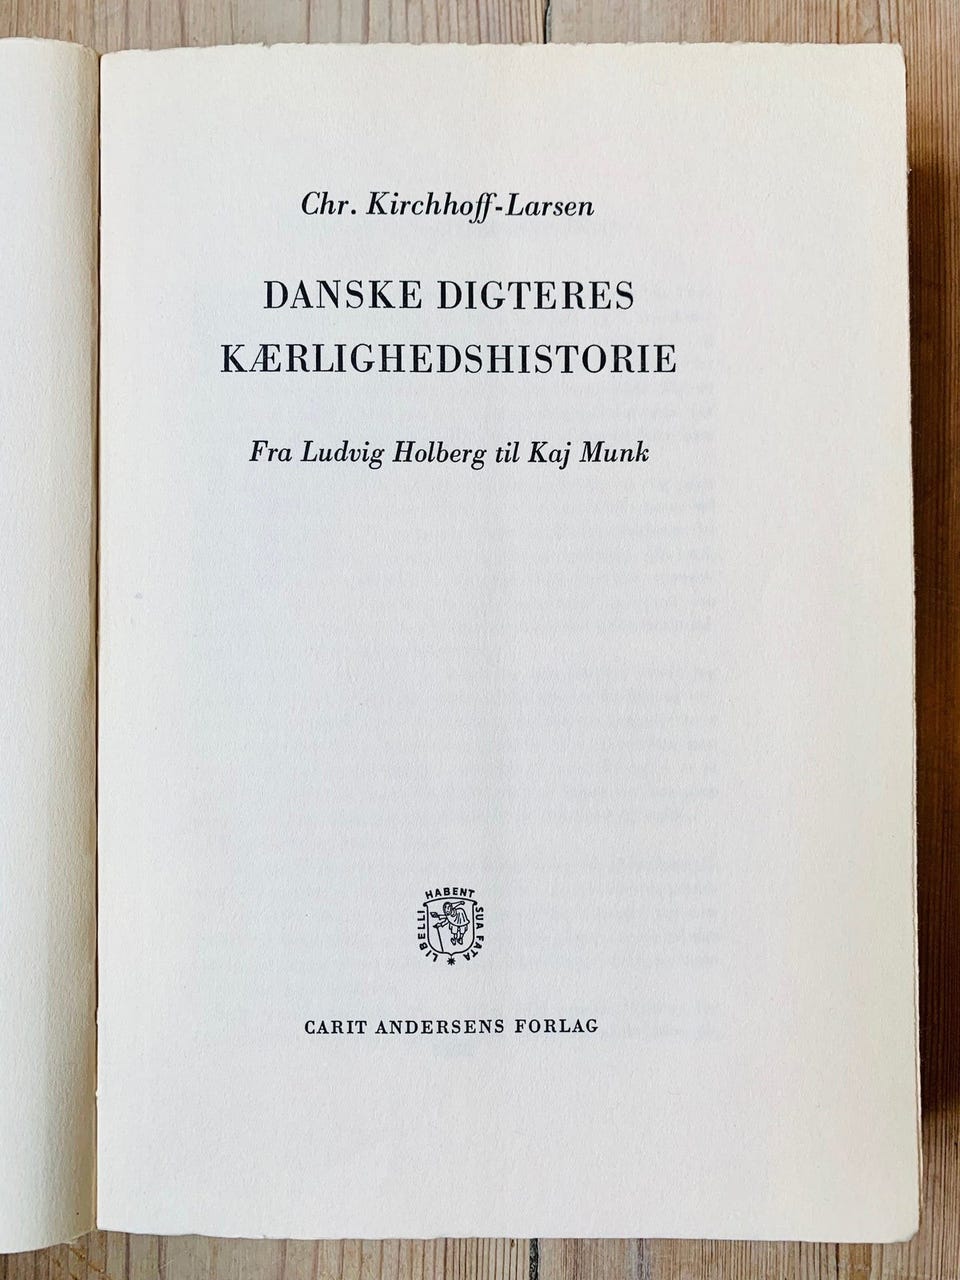 Chr. Kirchhoff-Larsen
DANSKE DIGTERES
KÆRLIGHEDSHISTORIE
Fra Ludvig Holberg til Kaj Munk
LIBELLI HABENT SUA FATA
CARIT ANDERSENS FORLAG